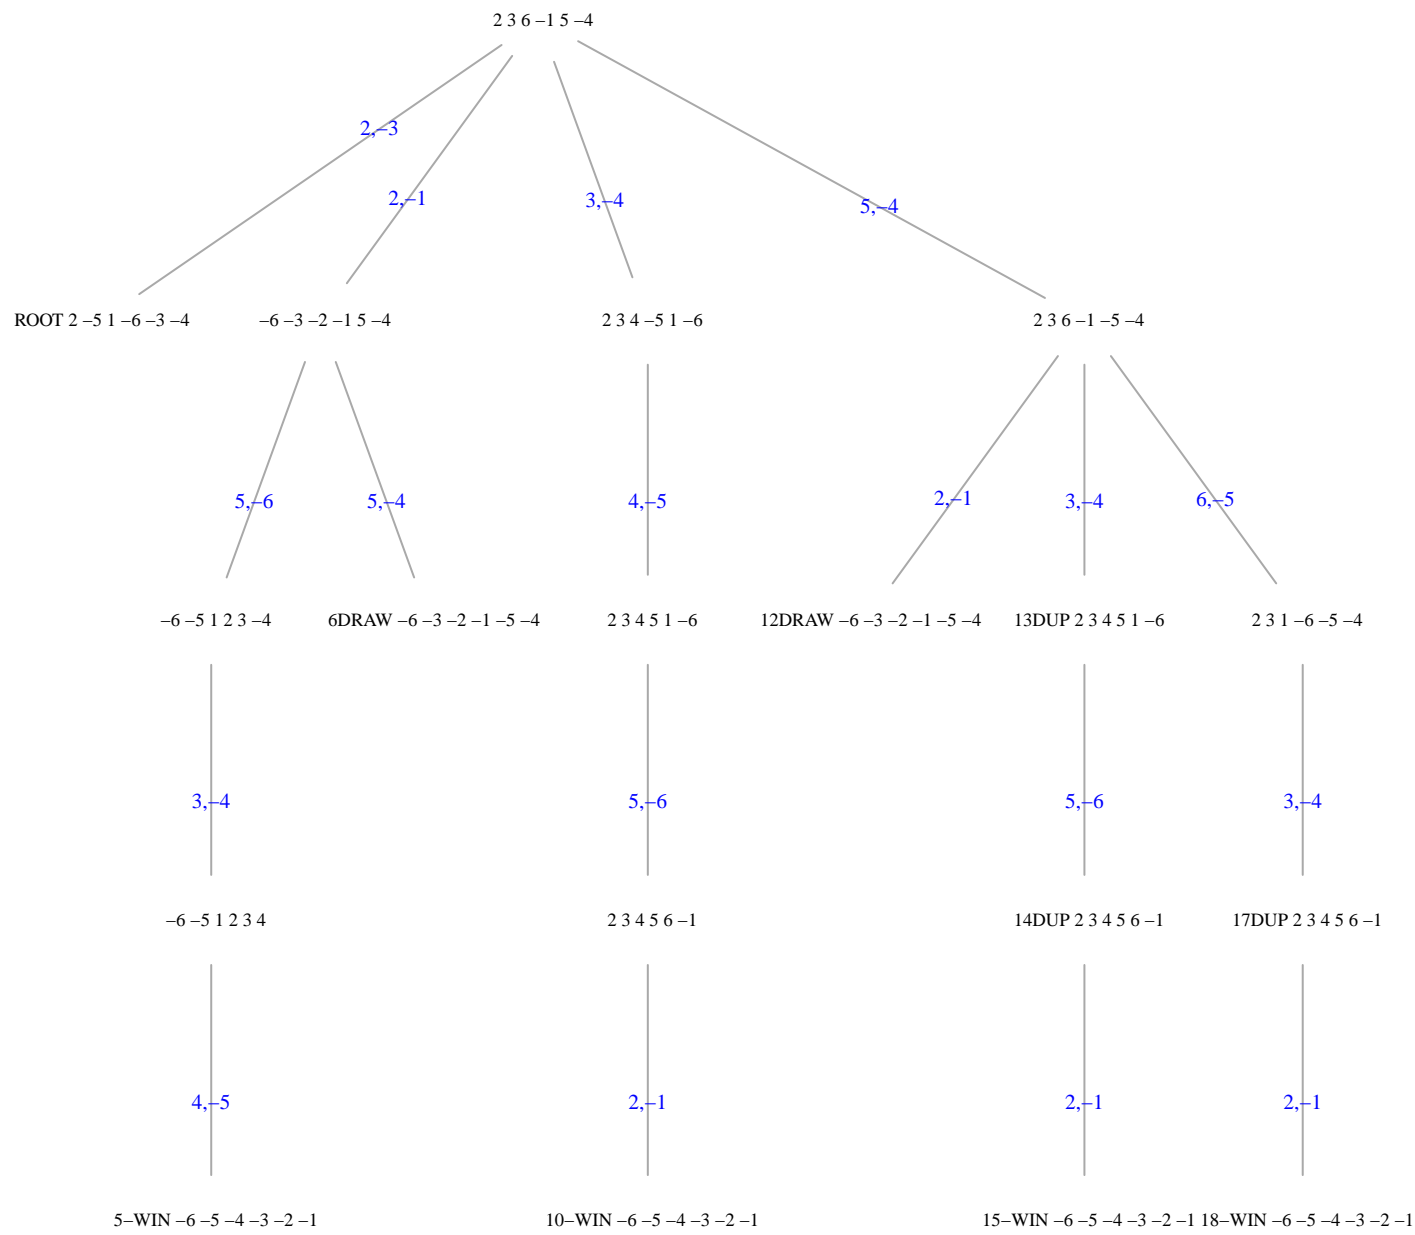 2 3 6 –1 5 –4
2,–3
2,–1
3,–4
5,–4
ROOT 2 –5 1 –6 –3 –4
–6 –3 –2 –1 5 –4
2 3 4 –5 1 –6
2 3 6 –1 –5 –4
5,–6
5,–4
4,–5
2,–1
3,–4
6,–5
–6 –5 1 2 3 –4
6DRAW –6 –3 –2 –1 –5 –4
2 3 4 5 1 –6
12DRAW –6 –3 –2 –1 –5 –4
13DUP 2 3 4 5 1 –6
2 3 1 –6 –5 –4
3,–4
5,–6
5,–6
3,–4
–6 –5 1 2 3 4
2 3 4 5 6 –1
14DUP 2 3 4 5 6 –1
17DUP 2 3 4 5 6 –1
4,–5
2,–1
2,–1
2,–1
5–WIN –6 –5 –4 –3 –2 –1
10–WIN –6 –5 –4 –3 –2 –1
15–WIN –6 –5 –4 –3 –2 –1
18–WIN –6 –5 –4 –3 –2 –1